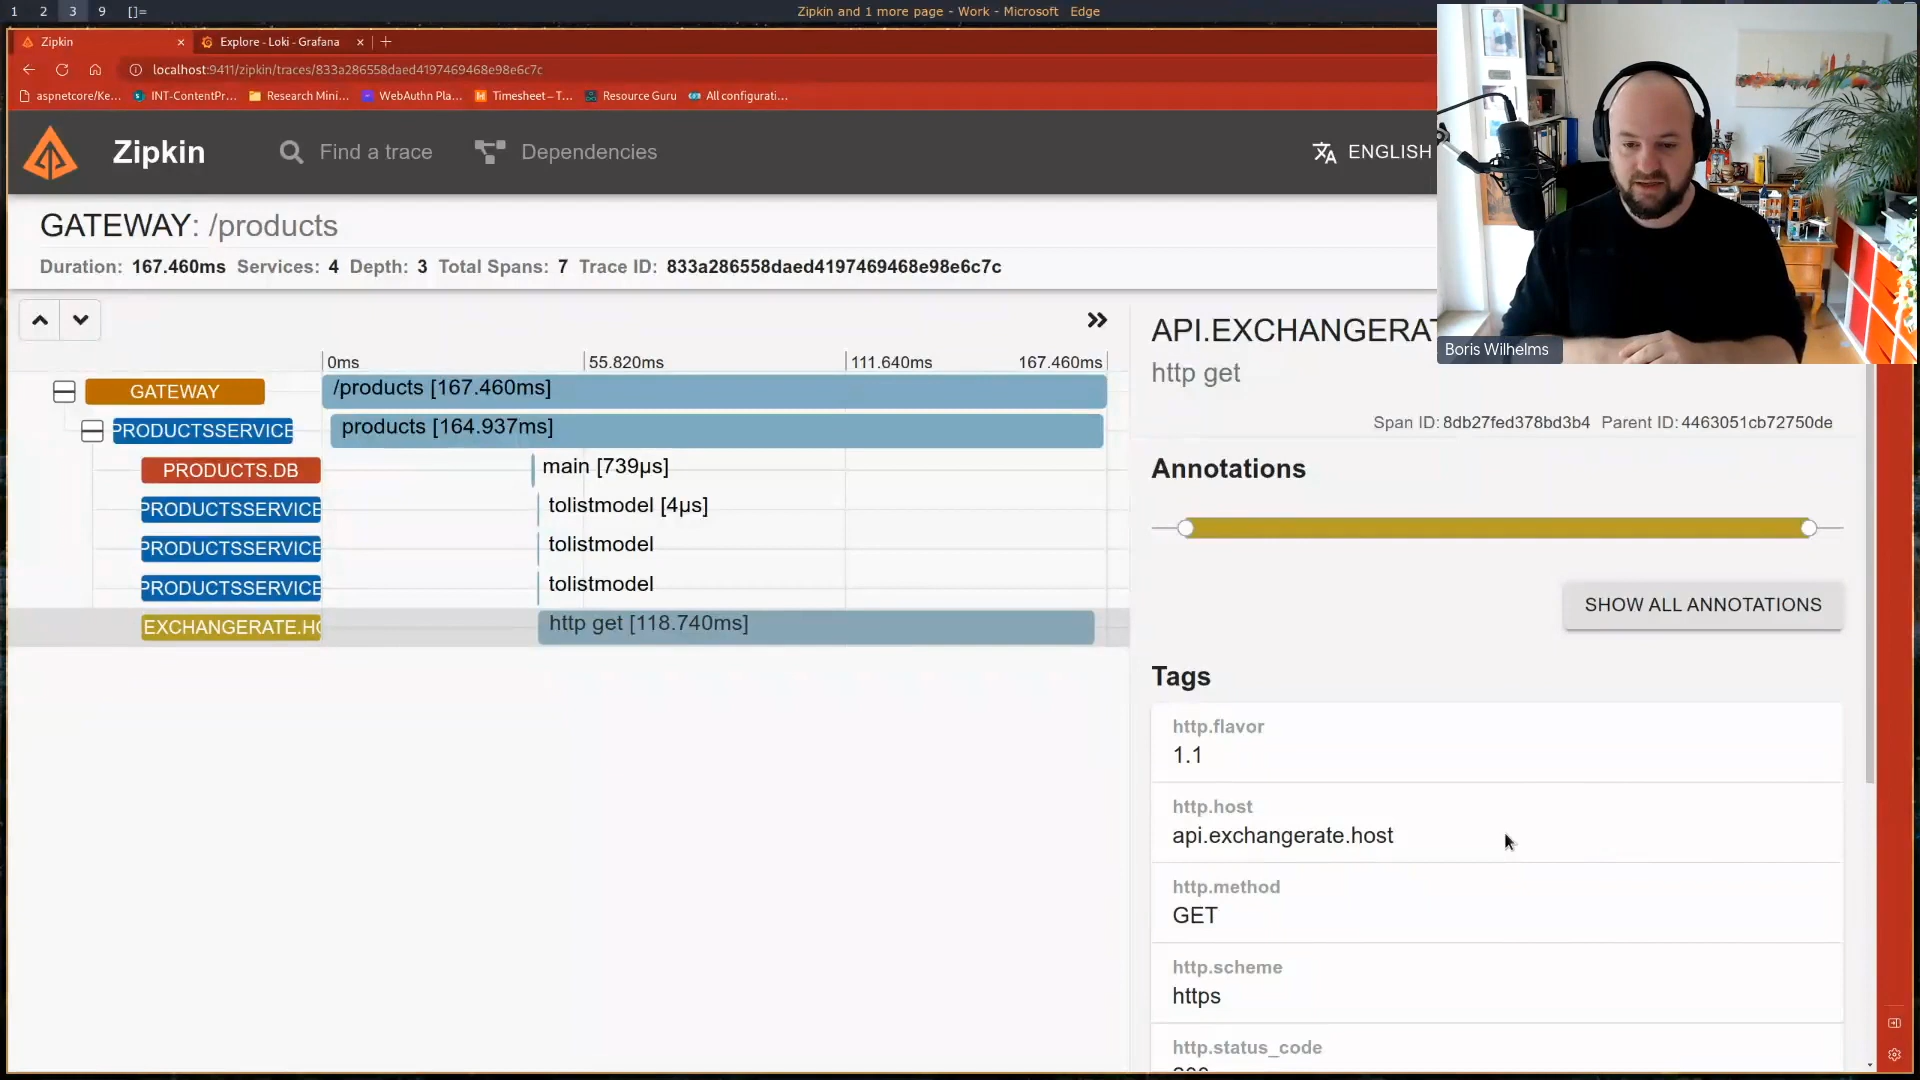 1 2 3 9 []=
Zipkin and 1 more page - Work - Microsoft Edge
Zipkin
Explore - Loki - Grafana
localhost:9411/zipkin/traces/833a286558daed4197469468e98e6c7c
aspnetcore/Ke...
INT-ContentPr...
Research Mini...
WebAuthn Pla...
Timesheet – T...
Resource Guru
All configurati...
Zipkin
Find a trace
Dependencies
ENGLISH
GATEWAY: /products
Duration: 167.460ms Services: 4 Depth: 3 Total Spans: 7 Trace ID: 833a286558daed4197469468e98e6c7c
0ms
55.820ms
111.640ms
167.460ms
GATEWAY
/products [167.460ms]
PRODUCTSSERVICE
products [164.937ms]
PRODUCTS.DB
main [739µs]
PRODUCTSSERVICE
tolistmodel [4µs]
PRODUCTSSERVICE
tolistmodel
PRODUCTSSERVICE
tolistmodel
EXCHANGERATE.HO
http get [118.740ms]
API.EXCHANGERAT
http get
Boris Wilhelms
Span ID: 8db27fed378bd3b4 Parent ID: 4463051cb72750de
Annotations
SHOW ALL ANNOTATIONS
Tags
http.flavor
1.1
http.host
api.exchangerate.host
http.method
GET
http.scheme
https
http.status_code